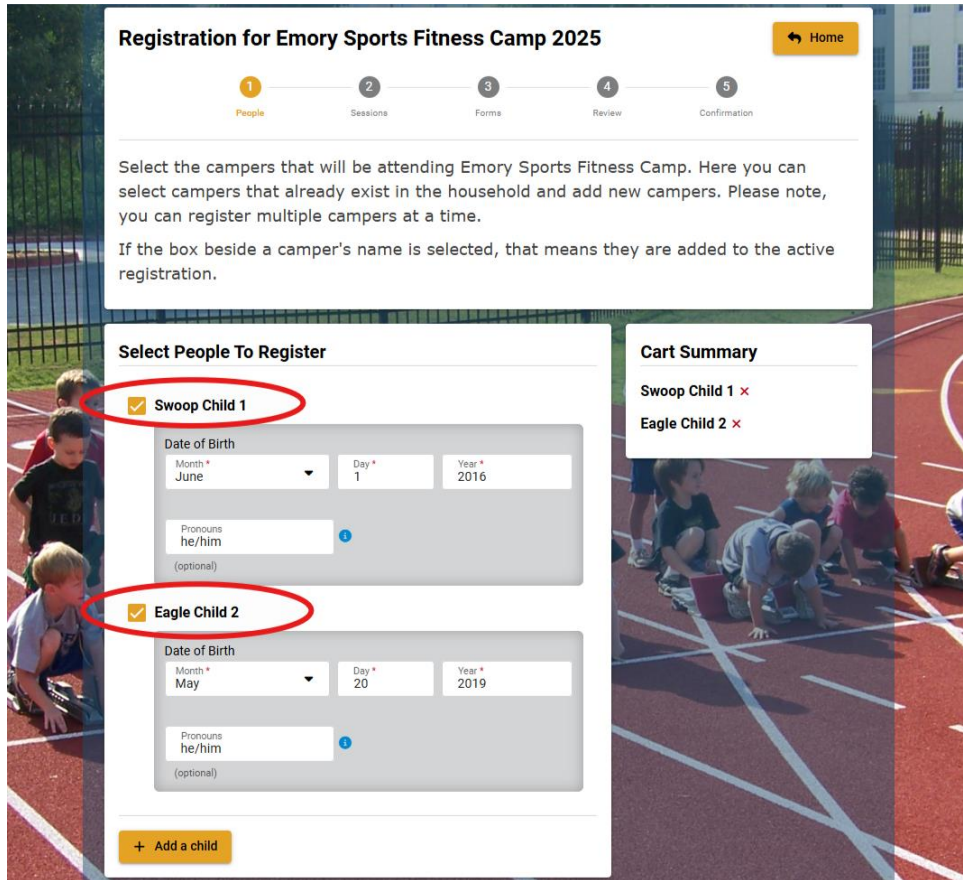 Registration for Emory Sports Fitness Camp 2025
Home
1
2
3
4
5
People
Sessions
Forms
Review
Confirmation
Select the campers that will be attending Emory Sports Fitness Camp. Here you can
select campers that already exist in the household and add new campers. Please note,
you can register multiple campers at a time.
If the box beside a camper's name is selected, that means they are added to the active
registration.
Select People To Register
Swoop Child 1
Date of Birth
Month *
June
Day *
1
Year *
2016
Pronouns
he/him
(optional)
Eagle Child 2
Date of Birth
Month *
May
Day *
20
Year *
2019
Pronouns
he/him
(optional)
+ Add a child
Cart Summary
Swoop Child 1 ×
Eagle Child 2 ×